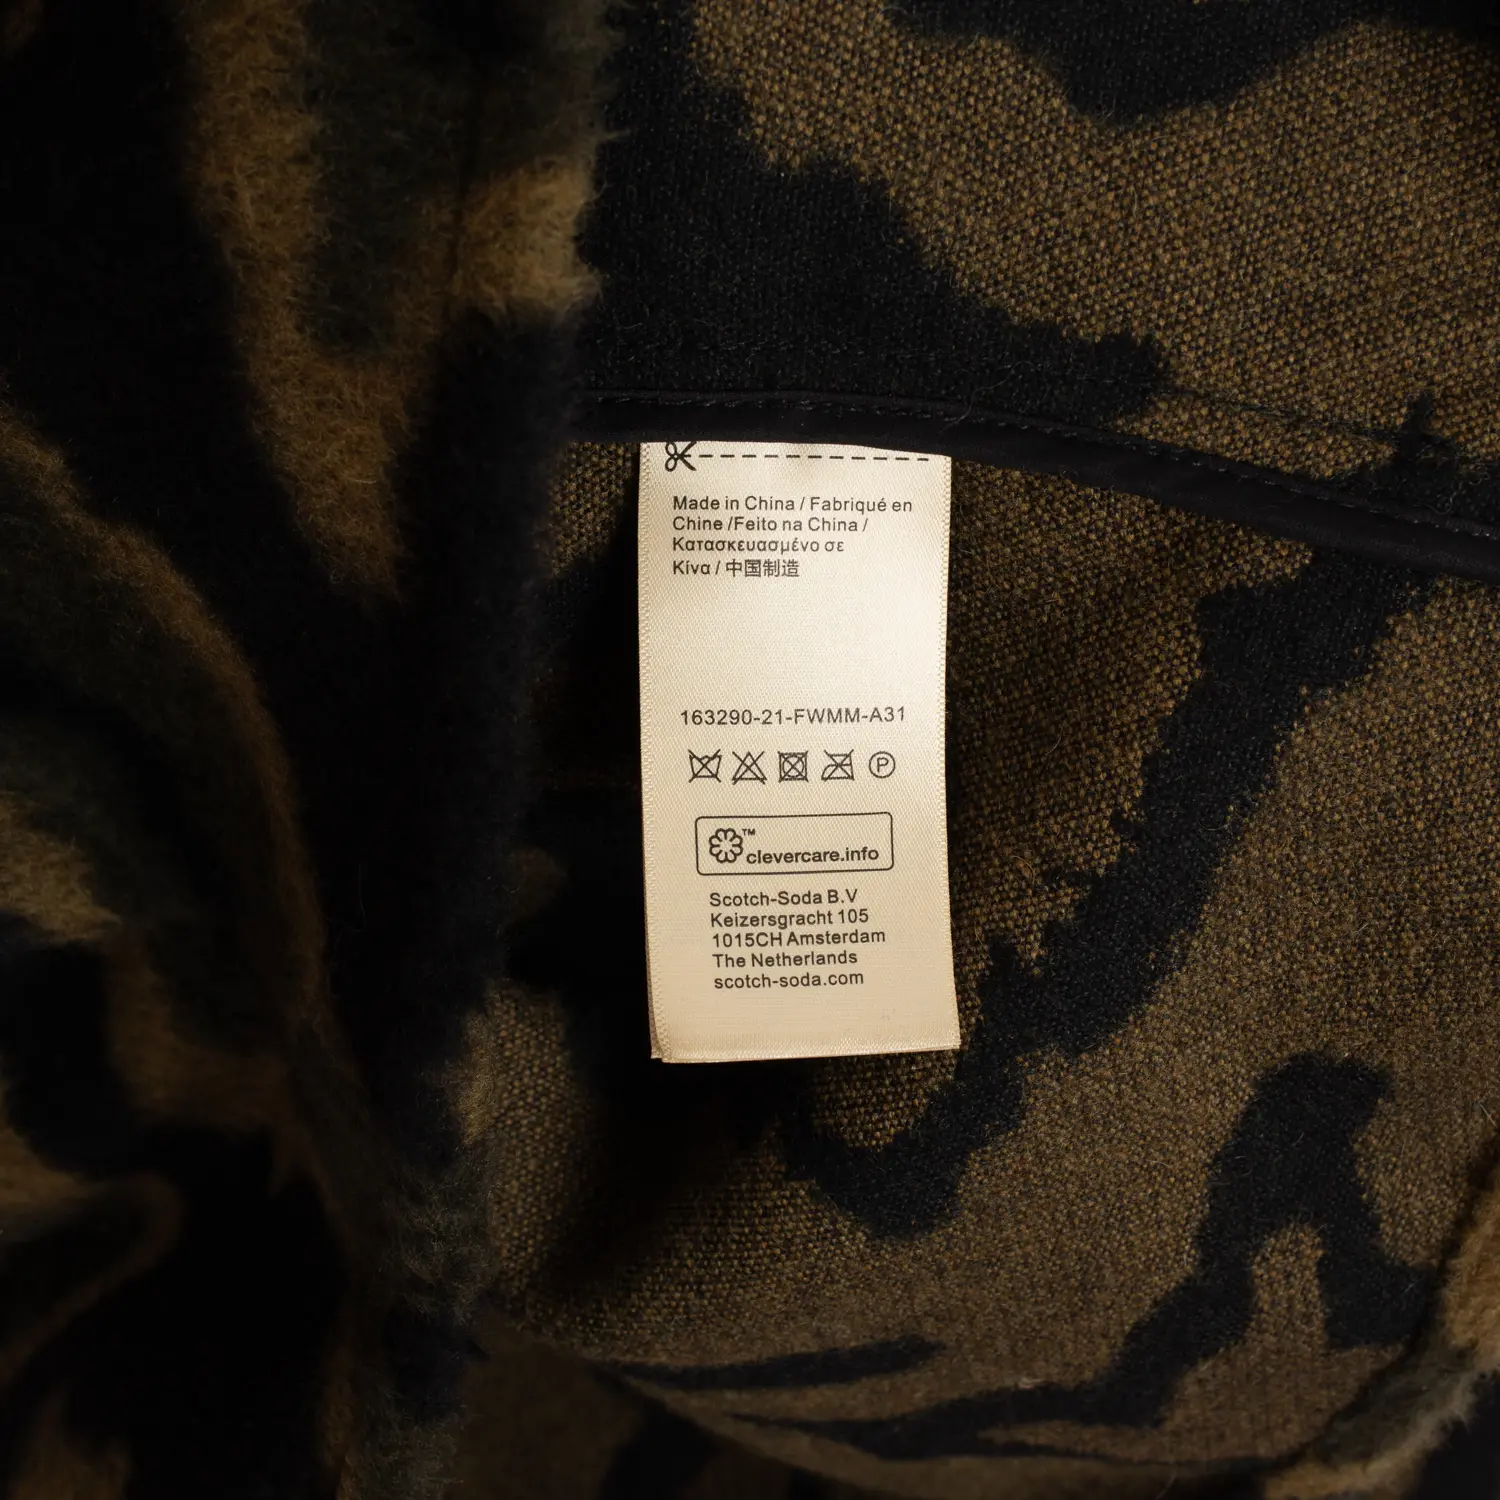 Made in China / Fabriqué en
Chine /Feito na China /
Κατασκευασμένο σε
Κίνα / 中国制造
163290-21-FWMM-A31
P
™
clevercare.info
Scotch-Soda B.V
Keizersgracht 105
1015CH Amsterdam
The Netherlands
scotch-soda.com